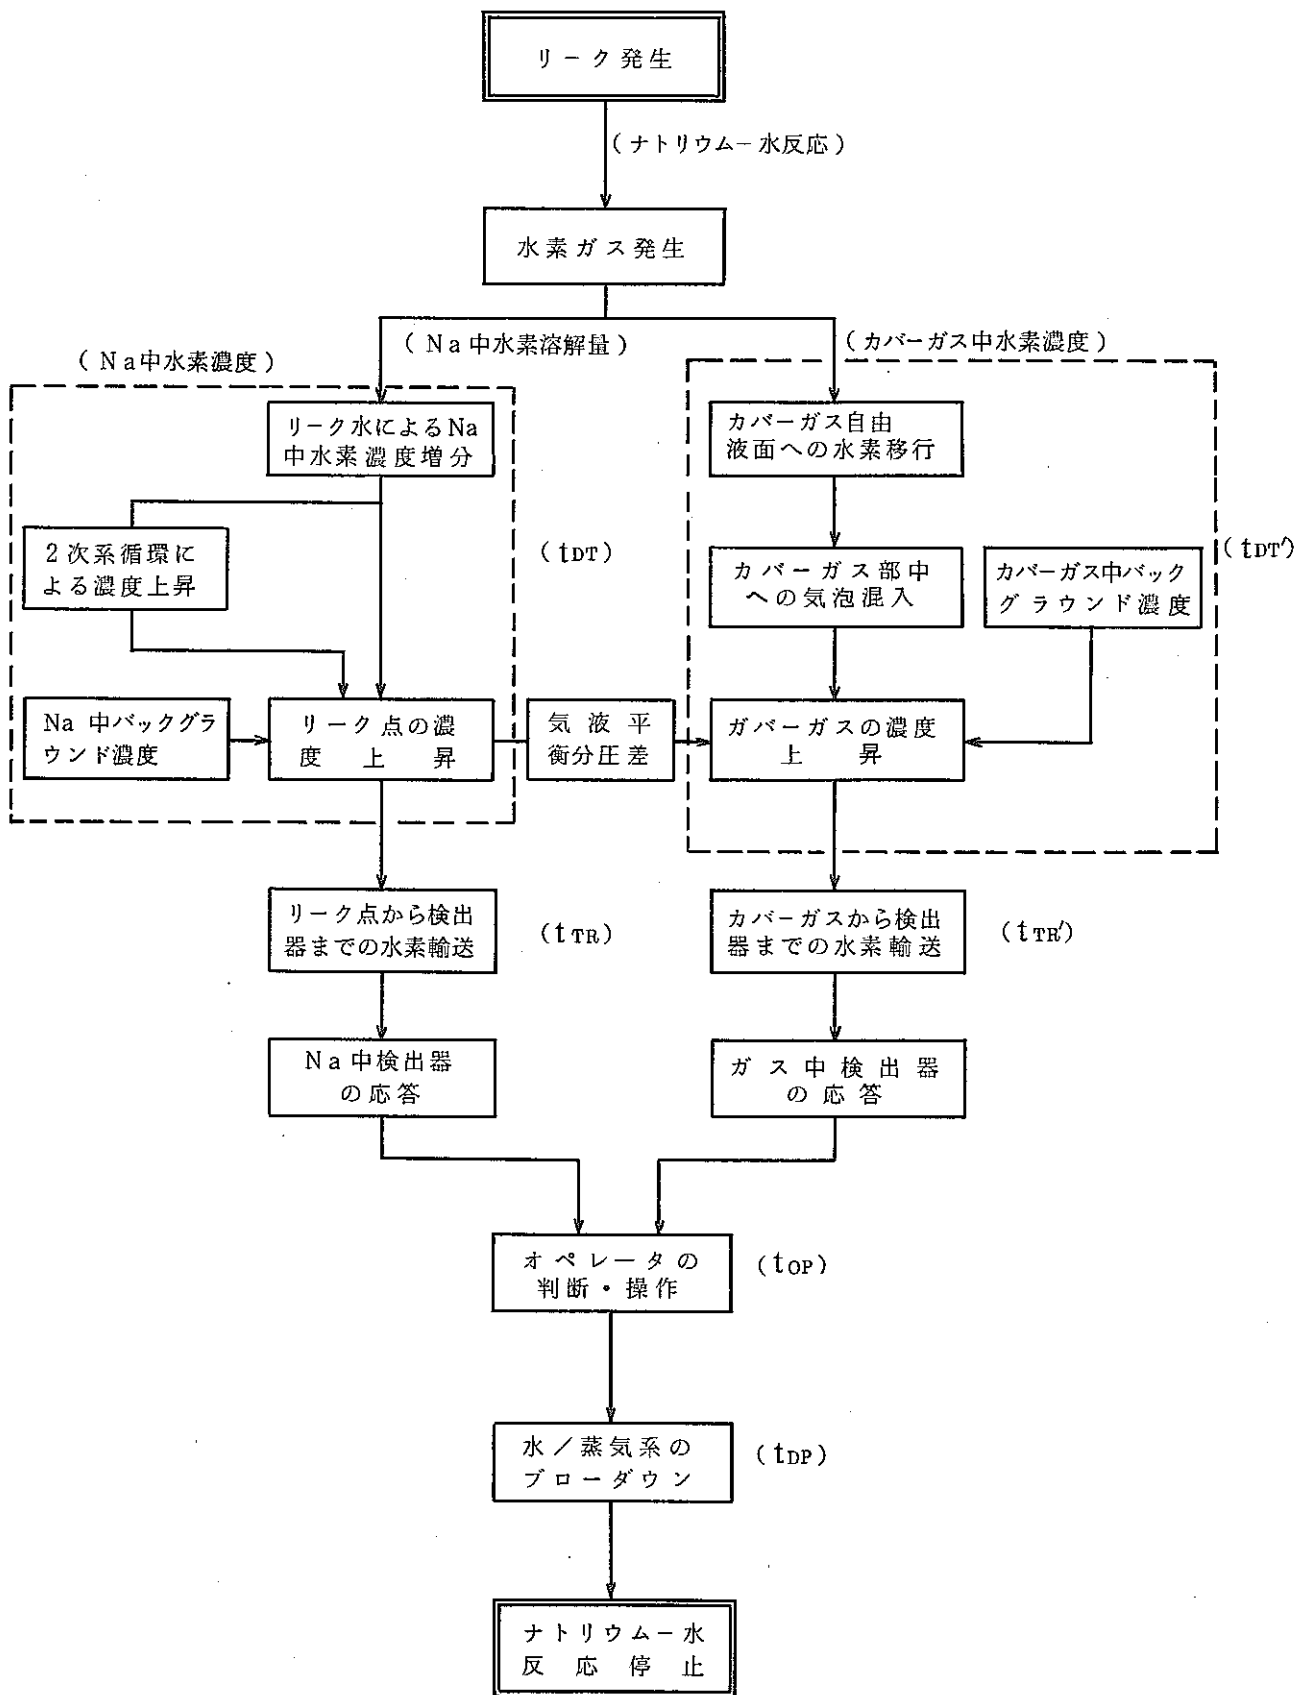 リーク発生
(ナトリウム－水反応)
水素ガス発生
(Na中水素濃度)
(Na中水素溶解量)
(カバーガス中水素濃度)
リーク水によるNa
中水素濃度増分
カバーガス自由
液面への水素移行
2次系循環に
よる濃度上昇
(tDT)
カバーガス部中
への気泡混入
カバーガス中バック
グラウンド濃度
(tDT′)
Na中バックグラ
ウンド濃度
リーク点の濃
度上昇
気液平
衡分圧差
ガバーガスの濃度
上昇
リーク点から検出
器までの水素輸送
(tTR)
カバーガスから検出
器までの水素輸送
(tTR′)
Na中検出器
の応答
ガス中検出器
の応答
オペレータの
判断・操作
(tOP)
水／蒸気系の
ブローダウン
(tDP)
ナトリウム－水
反応停止